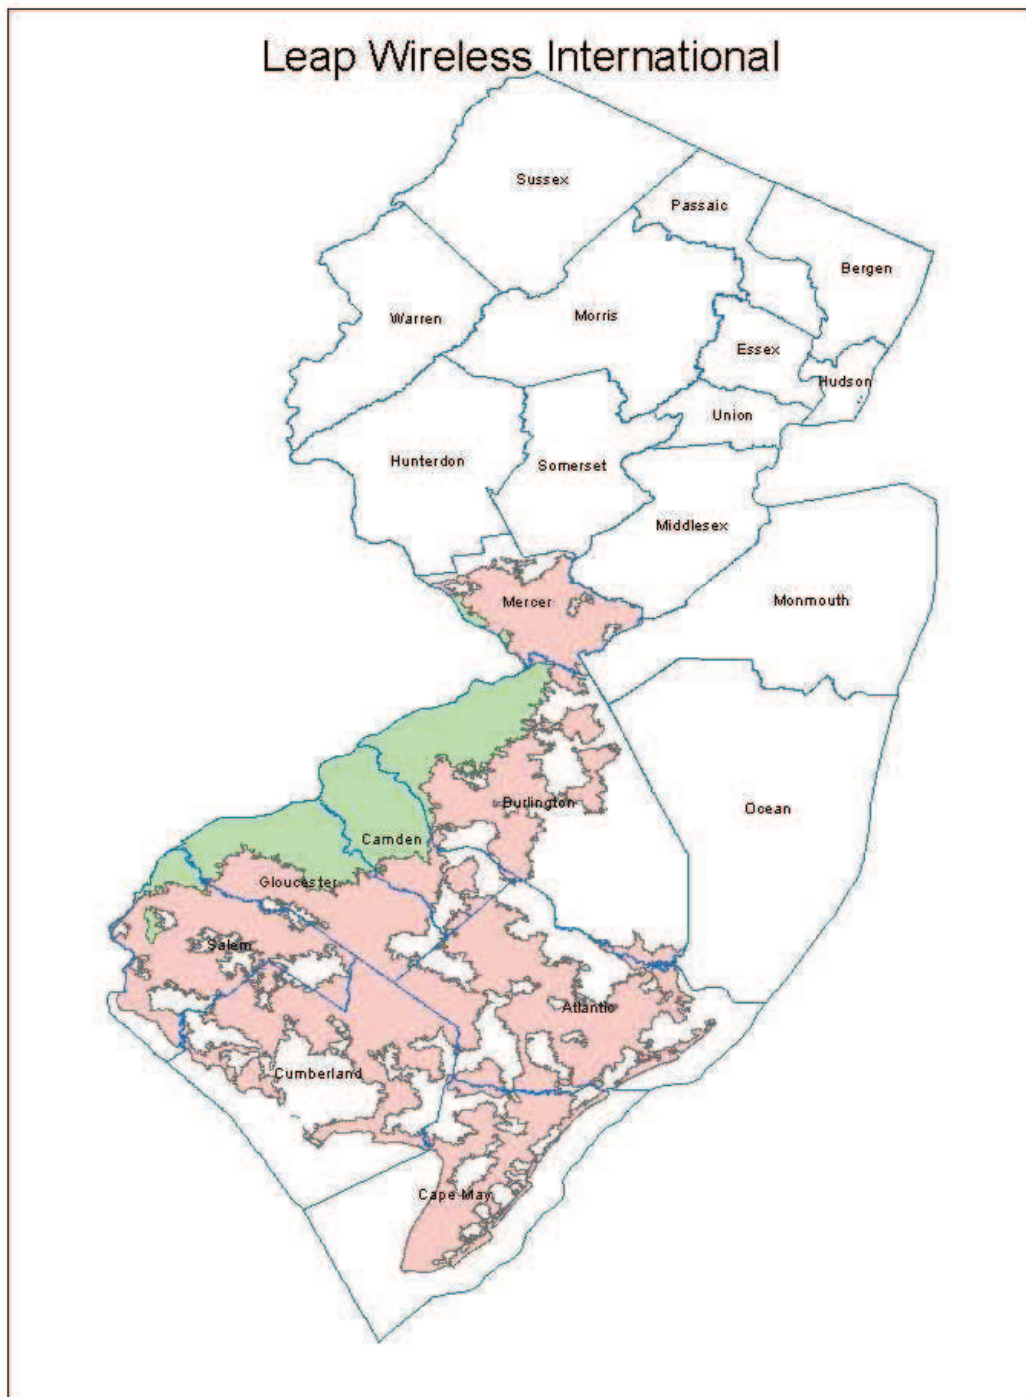 Leap Wireless International
Sussex
Passaic
Bergen
Warren
Morris
Essex
Hudson
Union
Hunterdon
Somerset
Middlesex
Mercer
Monmouth
Burlington
Ocean
Camden
Gloucester
Salem
Atlantic
Cumberland
Cape May